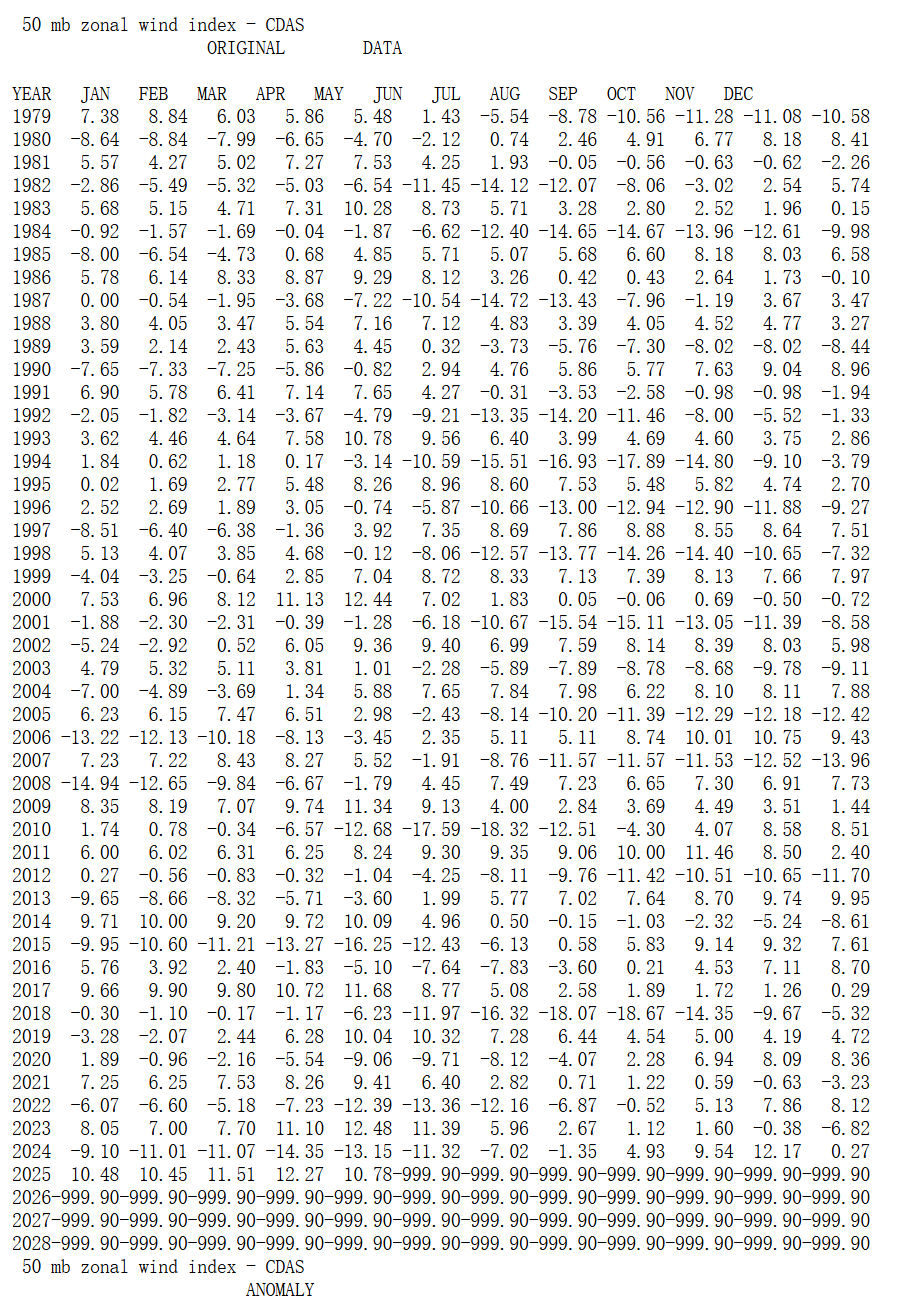 50 mb zonal wind index - CDAS
ORIGINAL DATA
YEAR JAN FEB MAR APR MAY JUN JUL AUG SEP OCT NOV DEC
1979 7.38 8.84 6.03 5.86 5.48 1.43 -5.54 -8.78 -10.56 -11.28 -11.08 -10.58
1980 -8.64 -8.84 -7.99 -6.65 -4.70 -2.12 0.74 2.46 4.91 6.77 8.18 8.41
1981 5.57 4.27 5.02 7.27 7.53 4.25 1.93 -0.05 -0.56 -0.63 -0.62 -2.26
1982 -2.86 -5.49 -5.32 -5.03 -6.54 -11.45 -14.12 -12.07 -8.06 -3.02 2.54 5.74
1983 5.68 5.15 4.71 7.31 10.28 8.73 5.71 3.28 2.80 2.52 1.96 0.15
1984 -0.92 -1.57 -1.69 -0.04 -1.87 -6.62 -12.40 -14.65 -14.67 -13.96 -12.61 -9.98
1985 -8.00 -6.54 -4.73 0.68 4.85 5.71 5.07 5.68 6.60 8.18 8.03 6.58
1986 5.78 6.14 8.33 8.87 9.29 8.12 3.26 0.42 0.43 2.64 1.73 -0.10
1987 0.00 -0.54 -1.95 -3.68 -7.22 -10.54 -14.72 -13.43 -7.96 -1.19 3.67 3.47
1988 3.80 4.05 3.47 5.54 7.16 7.12 4.83 3.39 4.05 4.52 4.77 3.27
1989 3.59 2.14 2.43 5.63 4.45 0.32 -3.73 -5.76 -7.30 -8.02 -8.02 -8.44
1990 -7.65 -7.33 -7.25 -5.86 -0.82 2.94 4.76 5.86 5.77 7.63 9.04 8.96
1991 6.90 5.78 6.41 7.14 7.65 4.27 -0.31 -3.53 -2.58 -0.98 -0.98 -1.94
1992 -2.05 -1.82 -3.14 -3.67 -4.79 -9.21 -13.35 -14.20 -11.46 -8.00 -5.52 -1.33
1993 3.62 4.46 4.64 7.58 10.78 9.56 6.40 3.99 4.69 4.60 3.75 2.86
1994 1.84 0.62 1.18 0.17 -3.14 -10.59 -15.51 -16.93 -17.89 -14.80 -9.10 -3.79
1995 0.02 1.69 2.77 5.48 8.26 8.96 8.60 7.53 5.48 5.82 4.74 2.70
1996 2.52 2.69 1.89 3.05 -0.74 -5.87 -10.66 -13.00 -12.94 -12.90 -11.88 -9.27
1997 -8.51 -6.40 -6.38 -1.36 3.92 7.35 8.69 7.86 8.88 8.55 8.64 7.51
1998 5.13 4.07 3.85 4.68 -0.12 -8.06 -12.57 -13.77 -14.26 -14.40 -10.65 -7.32
1999 -4.04 -3.25 -0.64 2.85 7.04 8.72 8.33 7.13 7.39 8.13 7.66 7.97
2000 7.53 6.96 8.12 11.13 12.44 7.02 1.83 0.05 -0.06 0.69 -0.50 -0.72
2001 -1.88 -2.30 -2.31 -0.39 -1.28 -6.18 -10.67 -15.54 -15.11 -13.05 -11.39 -8.58
2002 -5.24 -2.92 0.52 6.05 9.36 9.40 6.99 7.59 8.14 8.39 8.03 5.98
2003 4.79 5.32 5.11 3.81 1.01 -2.28 -5.89 -7.89 -8.78 -8.68 -9.78 -9.11
2004 -7.00 -4.89 -3.69 1.34 5.88 7.65 7.84 7.98 6.22 8.10 8.11 7.88
2005 6.23 6.15 7.47 6.51 2.98 -2.43 -8.14 -10.20 -11.39 -12.29 -12.18 -12.42
2006 -13.22 -12.13 -10.18 -8.13 -3.45 2.35 5.11 5.11 8.74 10.01 10.75 9.43
2007 7.23 7.22 8.43 8.27 5.52 -1.91 -8.76 -11.57 -11.57 -11.53 -12.52 -13.96
2008 -14.94 -12.65 -9.84 -6.67 -1.79 4.45 7.49 7.23 6.65 7.30 6.91 7.73
2009 8.35 8.19 7.07 9.74 11.34 9.13 4.00 2.84 3.69 4.49 3.51 1.44
2010 1.74 0.78 -0.34 -6.57 -12.68 -17.59 -18.32 -12.51 -4.30 4.07 8.58 8.51
2011 6.00 6.02 6.31 6.25 8.24 9.30 9.35 9.06 10.00 11.46 8.50 2.40
2012 0.27 -0.56 -0.83 -0.32 -1.04 -4.25 -8.11 -9.76 -11.42 -10.51 -10.65 -11.70
2013 -9.65 -8.66 -8.32 -5.71 -3.60 1.99 5.77 7.02 7.64 8.70 9.74 9.95
2014 9.71 10.00 9.20 9.72 10.09 4.96 0.50 -0.15 -1.03 -2.32 -5.24 -8.61
2015 -9.95 -10.60 -11.21 -13.27 -16.25 -12.43 -6.13 0.58 5.83 9.14 9.32 7.61
2016 5.76 3.92 2.40 -1.83 -5.10 -7.64 -7.83 -3.60 0.21 4.53 7.11 8.70
2017 9.66 9.90 9.80 10.72 11.68 8.77 5.08 2.58 1.89 1.72 1.26 0.29
2018 -0.30 -1.10 -0.17 -1.17 -6.23 -11.97 -16.32 -18.07 -18.67 -14.35 -9.67 -5.32
2019 -3.28 -2.07 2.44 6.28 10.04 10.32 7.28 6.44 4.54 5.00 4.19 4.72
2020 1.89 -0.96 -2.16 -5.54 -9.06 -9.71 -8.12 -4.07 2.28 6.94 8.09 8.36
2021 7.25 6.25 7.53 8.26 9.41 6.40 2.82 0.71 1.22 0.59 -0.63 -3.23
2022 -6.07 -6.60 -5.18 -7.23 -12.39 -13.36 -12.16 -6.87 -0.52 5.13 7.86 8.12
2023 8.05 7.00 7.70 11.10 12.48 11.39 5.96 2.67 1.12 1.60 -0.38 -6.82
2024 -9.10 -11.01 -11.07 -14.35 -13.15 -11.32 -7.02 -1.35 4.93 9.54 12.17 0.27
2025 10.48 10.45 11.51 12.27 10.78-999.90-999.90-999.90-999.90-999.90-999.90-999.90
2026-999.90-999.90-999.90-999.90-999.90-999.90-999.90-999.90-999.90-999.90-999.90-999.90
2027-999.90-999.90-999.90-999.90-999.90-999.90-999.90-999.90-999.90-999.90-999.90-999.90
2028-999.90-999.90-999.90-999.90-999.90-999.90-999.90-999.90-999.90-999.90-999.90-999.90
50 mb zonal wind index - CDAS
ANOMALY